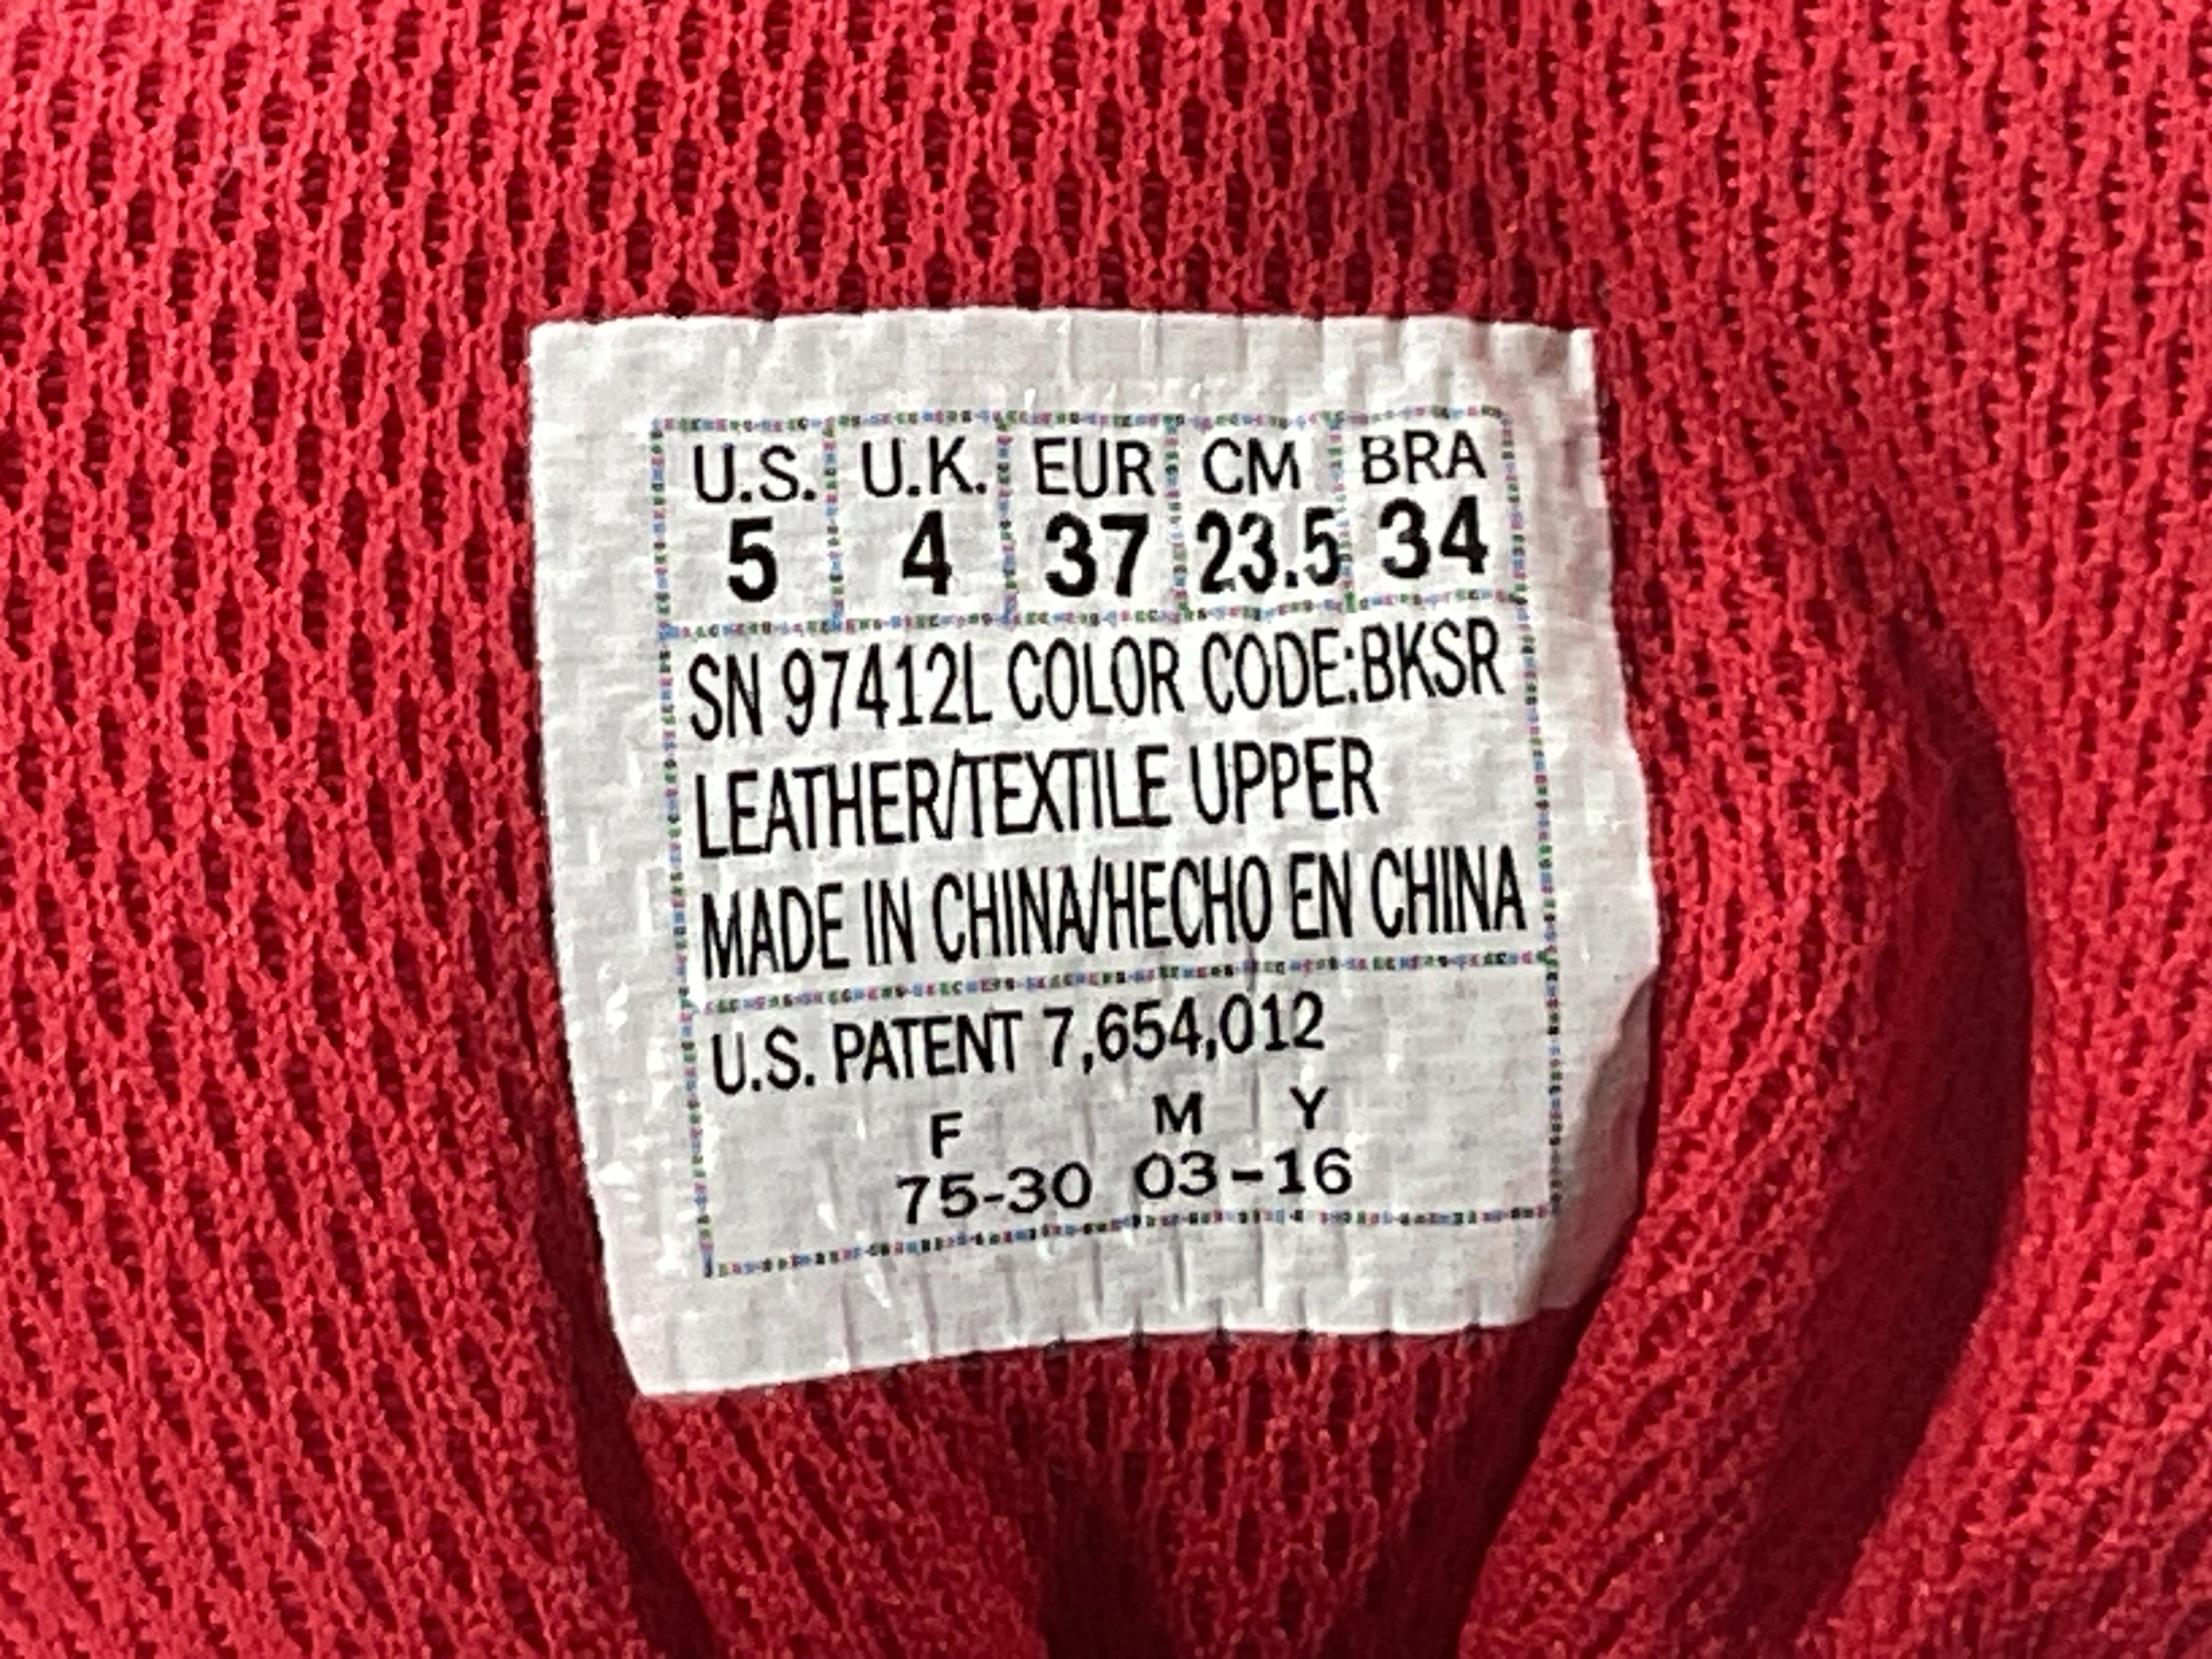 U.S. U.K. EUR CM BRA
5 4 37 23.5 34
SN 97412L COLOR CODE:BKSR
LEATHER/TEXTILE UPPER
MADE IN CHINA/HECHO EN CHINA
U.S. PATENT 7,654,012
F M Y
75-30 03-16